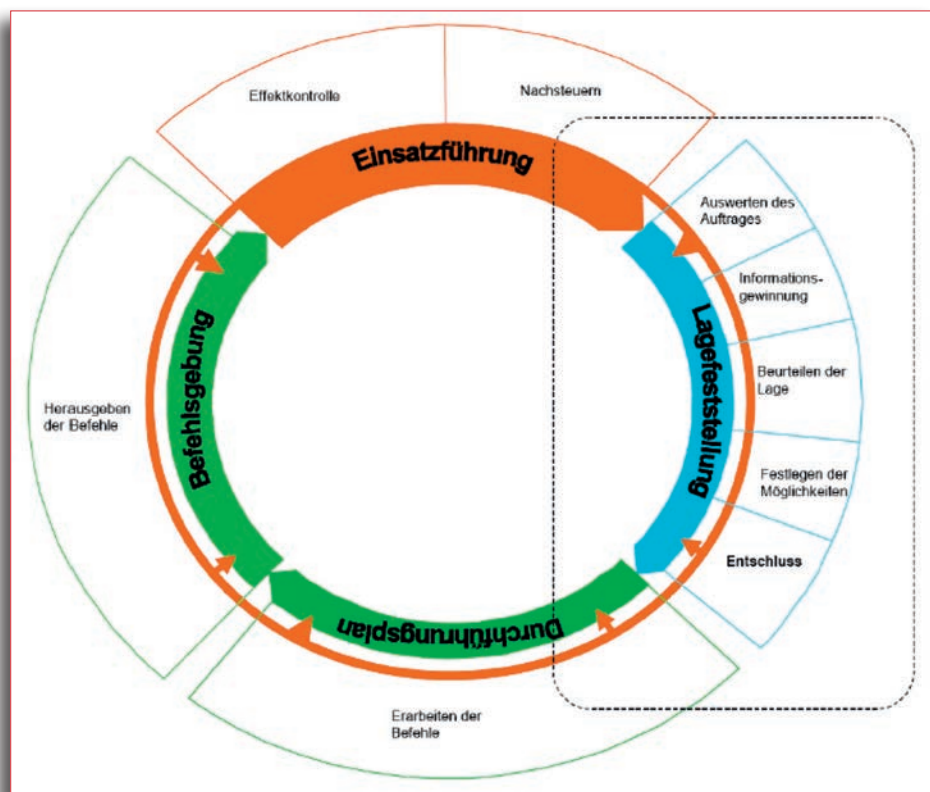 Effektkontrolle
Nachsteuern
Einsatzführung
Auswerten des
Auftrages
Informations-
gewinnung
Lagefeststellung
Beurteilen der
Lage
Festlegen der
Möglichkeiten
Entschluss
Durchführungsplan
Erarbeiten der
Befehle
Befehlsgebung
Herausgeben
der Befehle